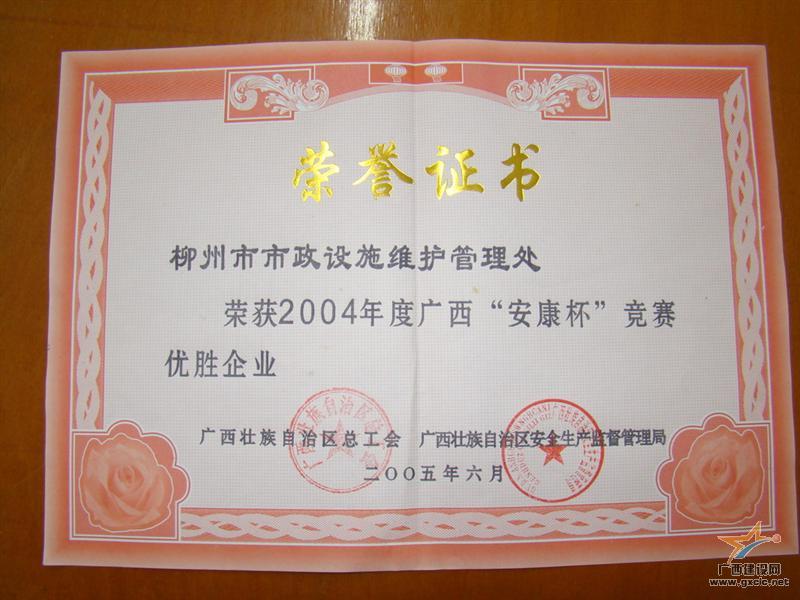 荣誉证书
柳州市市政设施维护管理处
荣获2004年度广西“安康杯”竞赛
优胜企业
广西壮族自治区总工会 广西壮族自治区安全生产监督管理局
二〇〇五年六月
广西建设网
www.gxcic.net